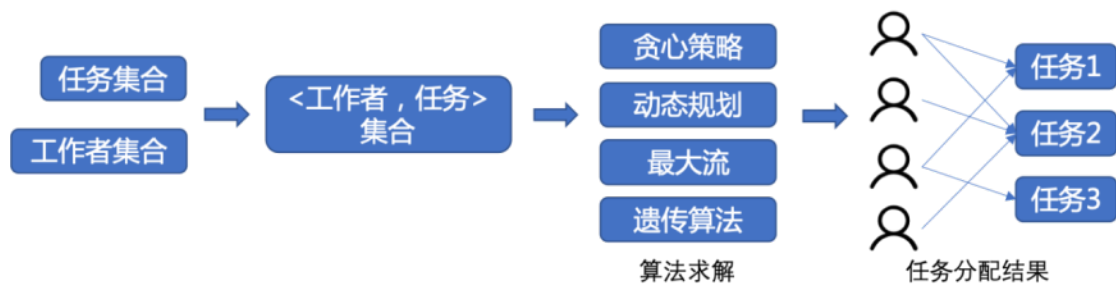 任务集合
工作者集合
<工作者，任务>
集合
贪心策略
动态规划
最大流
遗传算法
算法求解
任务1
任务2
任务3
任务分配结果